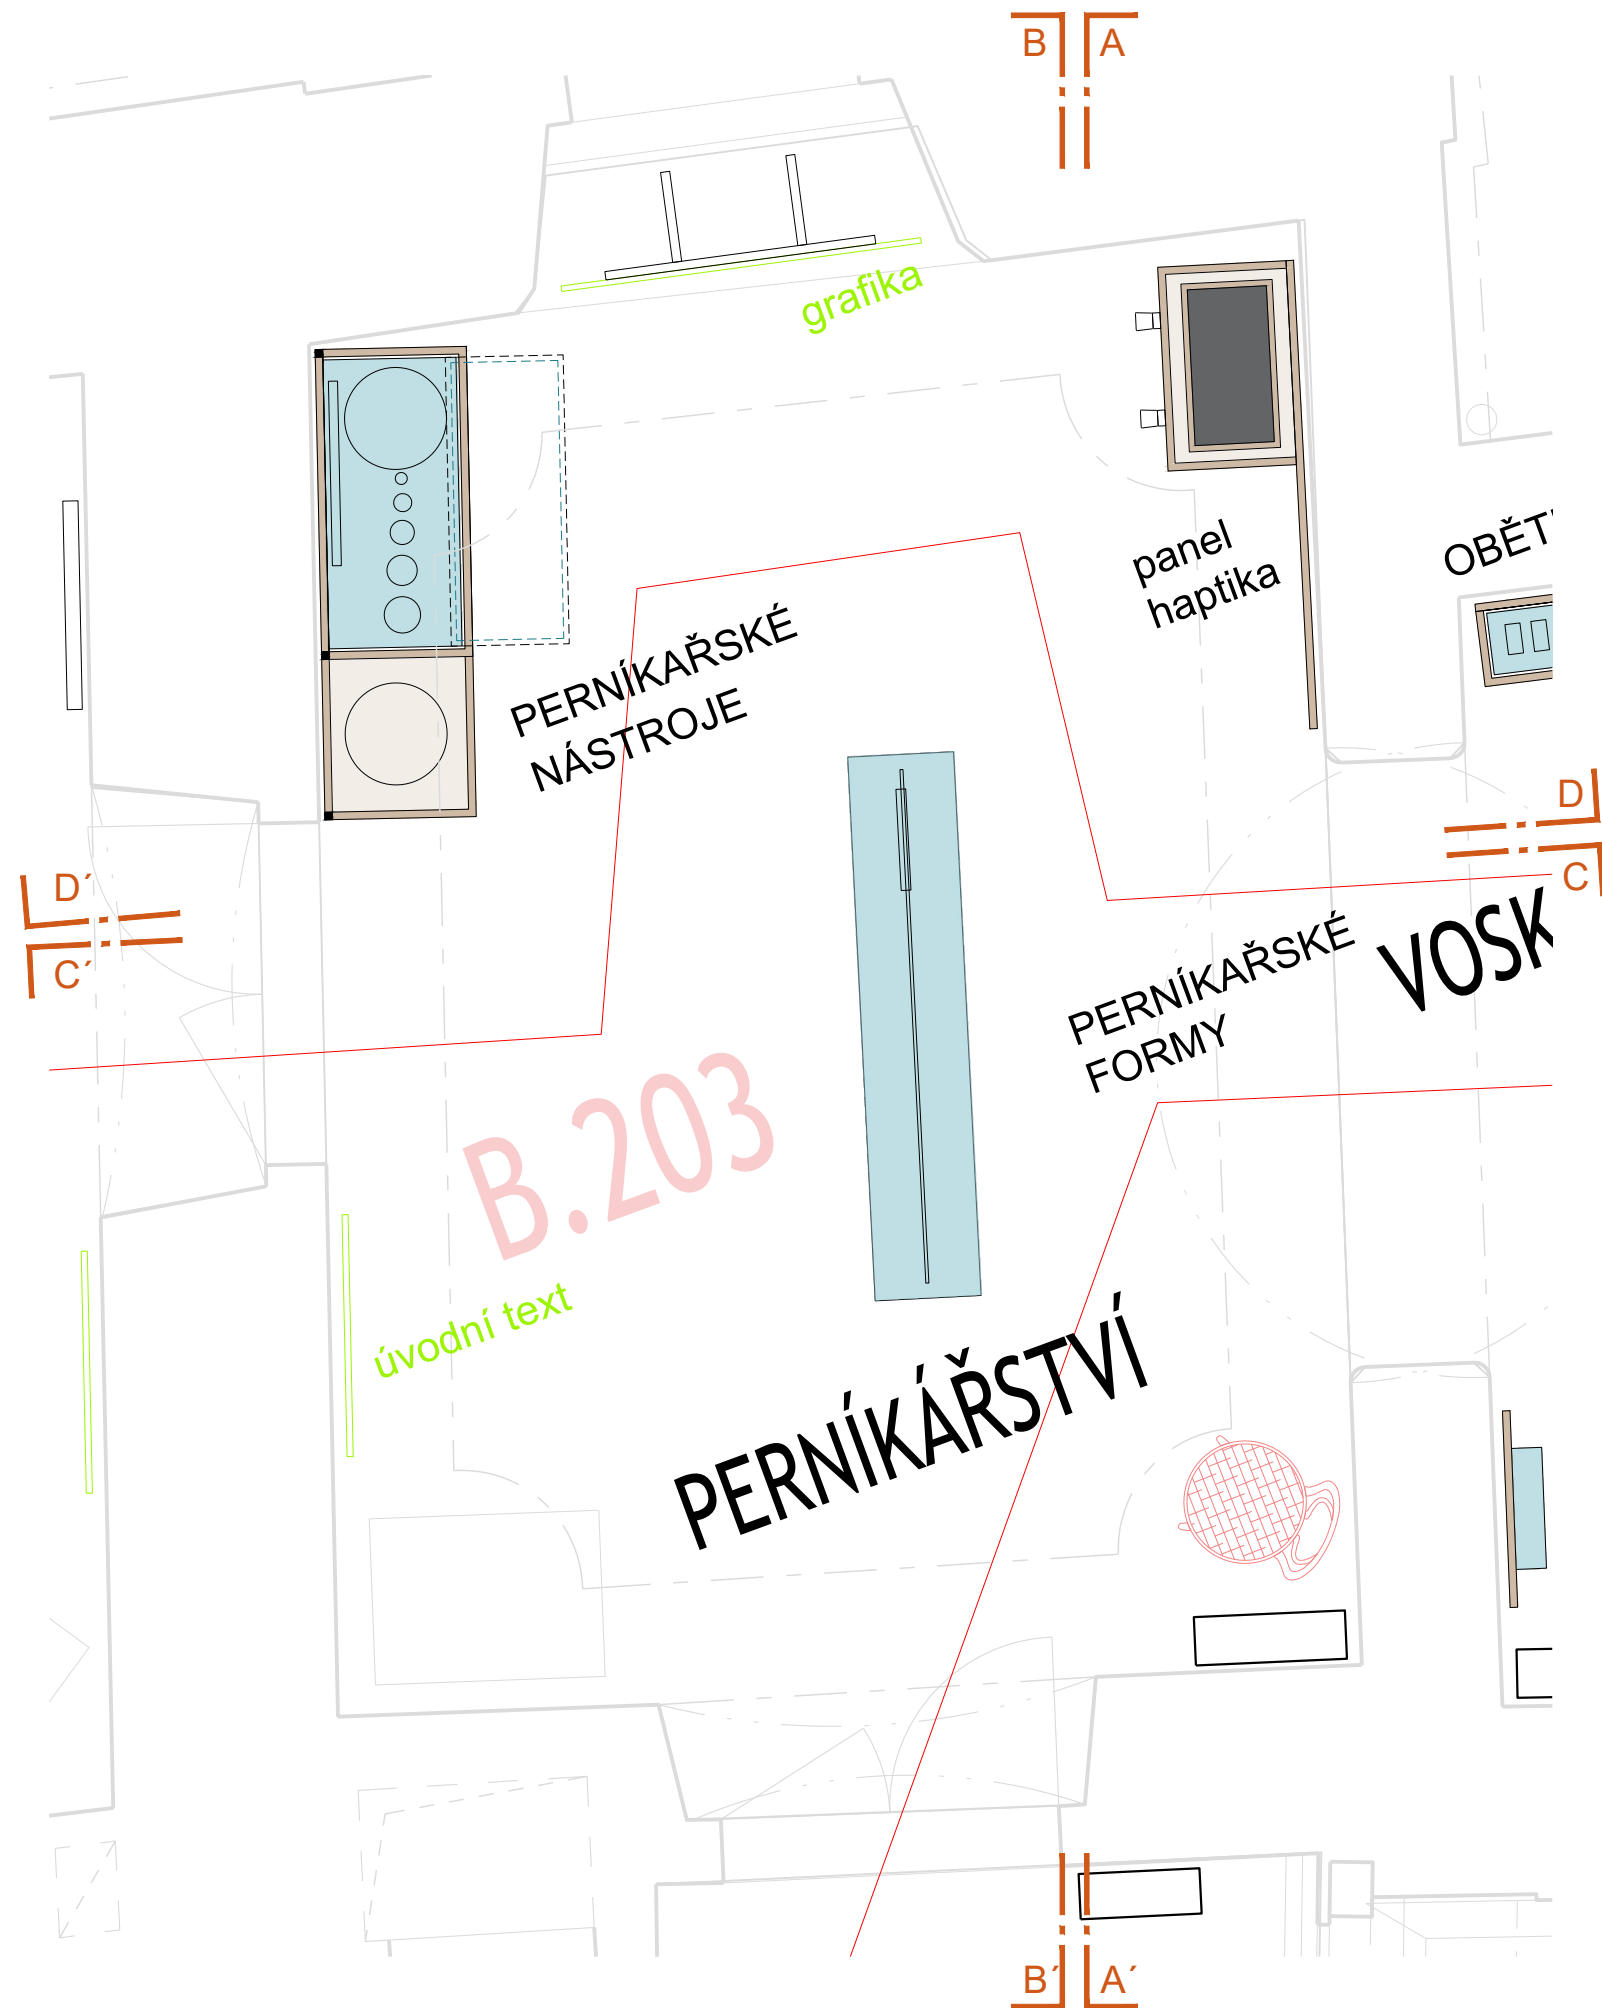 B A
grafika
panel
haptika
OBĚT
PERNÍKAŘSKÉ
NÁSTROJE
D
C
D´
C´
VOSK
PERNÍKAŘSKÉ
FORMY
B.203
úvodní text
PERNÍKÁŘSTVÍ
B´ A´